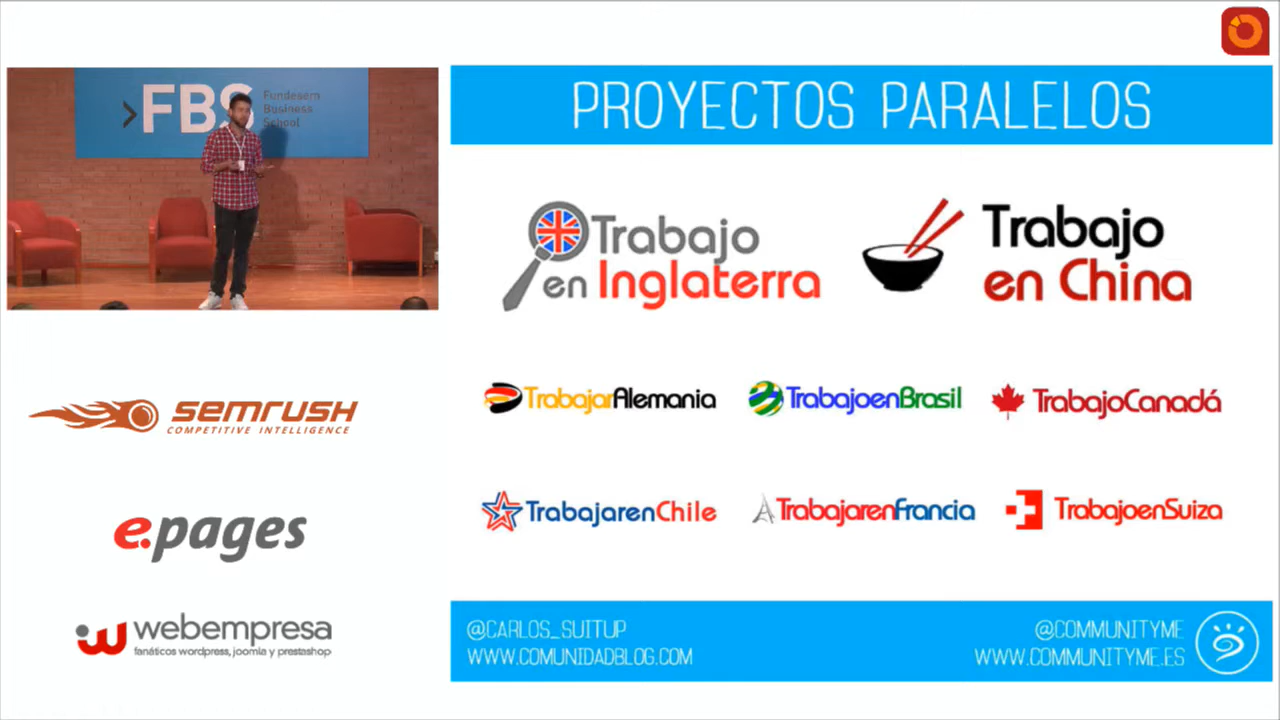 >FBS
Fundesem
Business
School
PROYECTOS PARALELOS
Trabajo
en Inglaterra
Trabajo
en China
TrabajarAlemania
TrabajoenBrasil
TrabajoCanadá
TrabajarenChile
TrabajarenFrancia
TrabajoenSuiza
SEMRUSH
COMPETITIVE INTELLIGENCE
e.pages
webempresa
fanáticos wordpress, joomla y prestashop
@CARLOS_SUITUP
WWW.COMUNIDADBLOG.COM
@COMMUNITYME
WWW.COMMUNITYME.ES